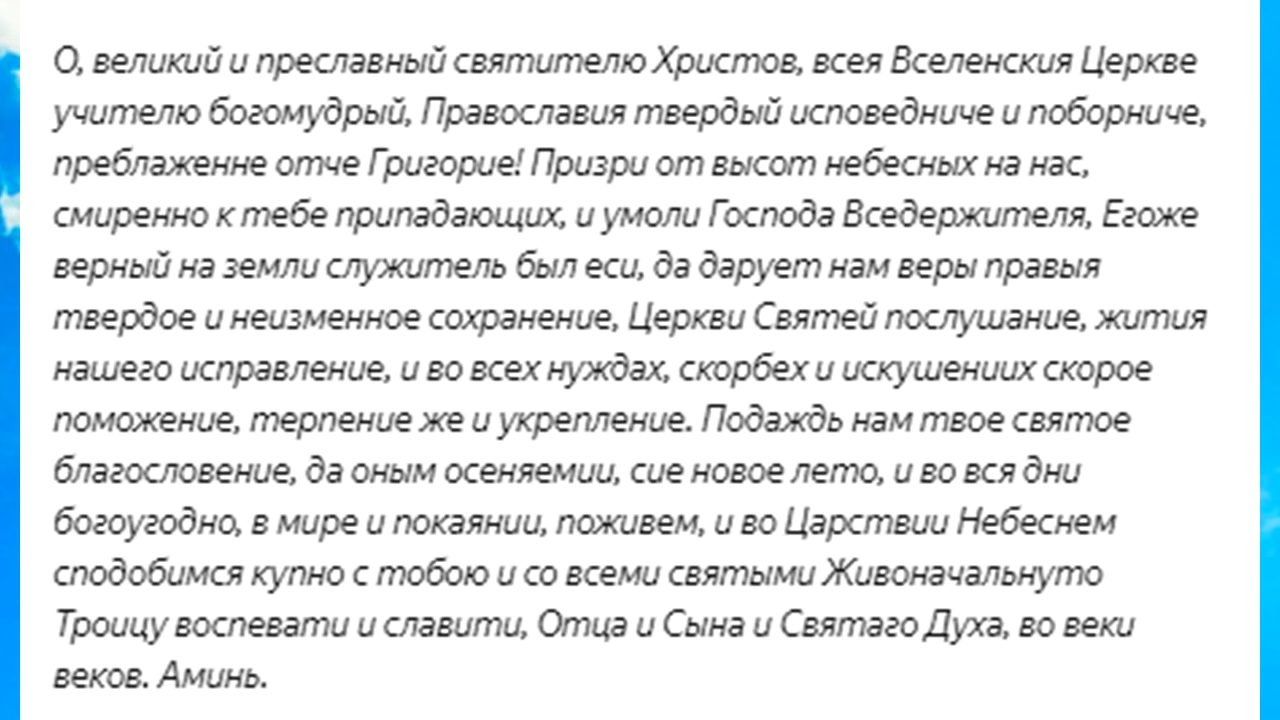 О, великий и преславный святителю Христов, всея Вселенския Церкве
учителю богомудрый, Православия твердый исповедниче и поборниче,
преблаженне отче Григорие! Призри от высот небесных на нас,
смиренно к тебе припадающих, и умоли Господа Вседержителя, Егоже
верный на земли служитель был еси, да дарует нам веры правыя
твердое и неизменное сохранение, Церкви Святей послушание, жития
нашего исправление, и во всех нуждах, скорбех и искушениих скорое
поможение, терпение же и укрепление. Подаждь нам твое святое
благословение, да оным осеняемии, сие новое лето, и во вся дни
богоугодно, в мире и покаянии, поживем, и во Царствии Небеснем
сподобимся купно с тобою и со всеми святыми Живоначальнуто
Троицу воспевати и славити, Отца и Сына и Святаго Духа, во веки
веков. Аминь.